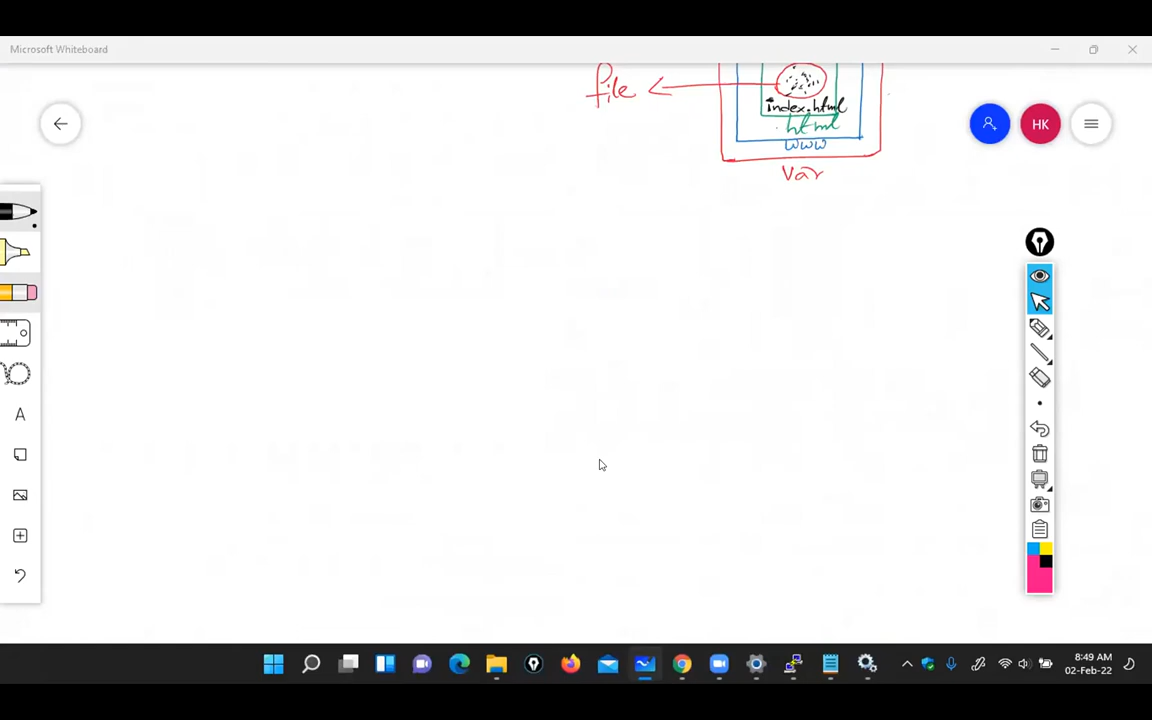 Microsoft Whiteboard
file
index.html
html
www
var
HK
A
8:49 AM
02-Feb-22